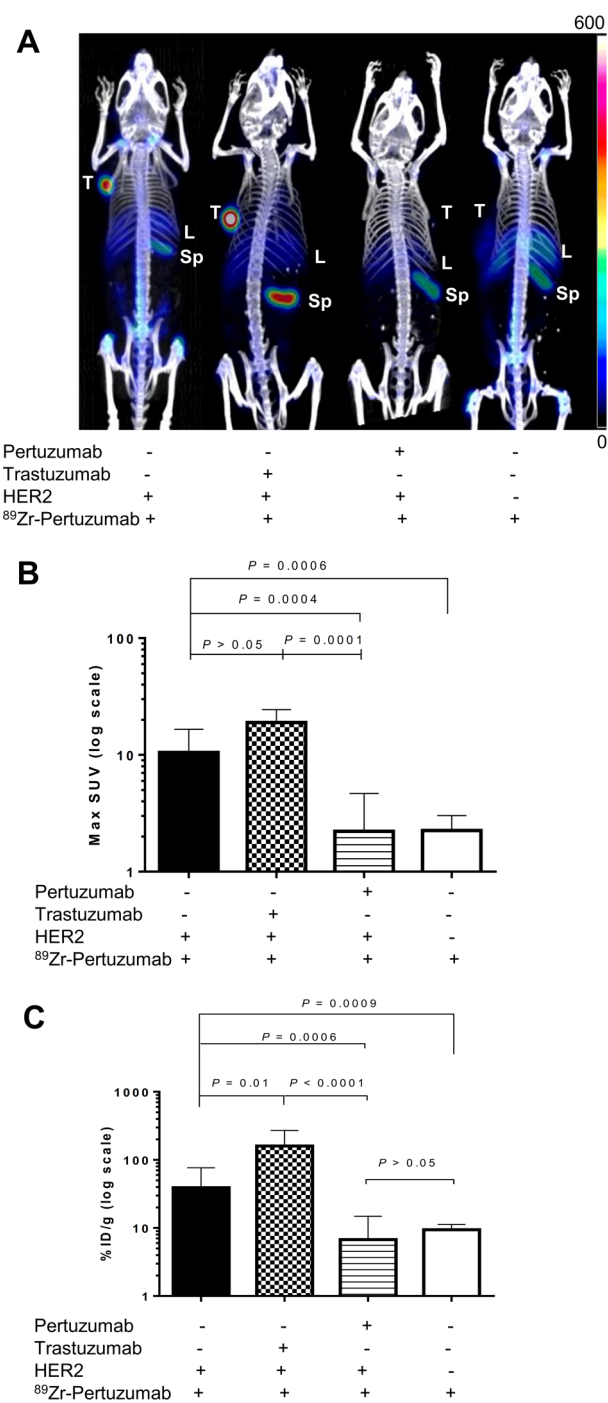 A
600
T T T T
L L L L
Sp Sp Sp Sp
0
Pertuzumab - - + -
Trastuzumab - + - -
HER2 + + + -
89Zr-Pertuzumab + + + +
B
P = 0.0006
P = 0.0004
P > 0.05 P = 0.0001
100
10
1
Max SUV (log scale)
Pertuzumab - - + -
Trastuzumab - + - -
HER2 + + + -
89Zr-Pertuzumab + + + +
C
P = 0.0009
P = 0.0006
P = 0.01 P < 0.0001
P > 0.05
1000
100
10
1
%ID/g (log scale)
Pertuzumab - - + -
Trastuzumab - + - -
HER2 + + + -
89Zr-Pertuzumab + + + +